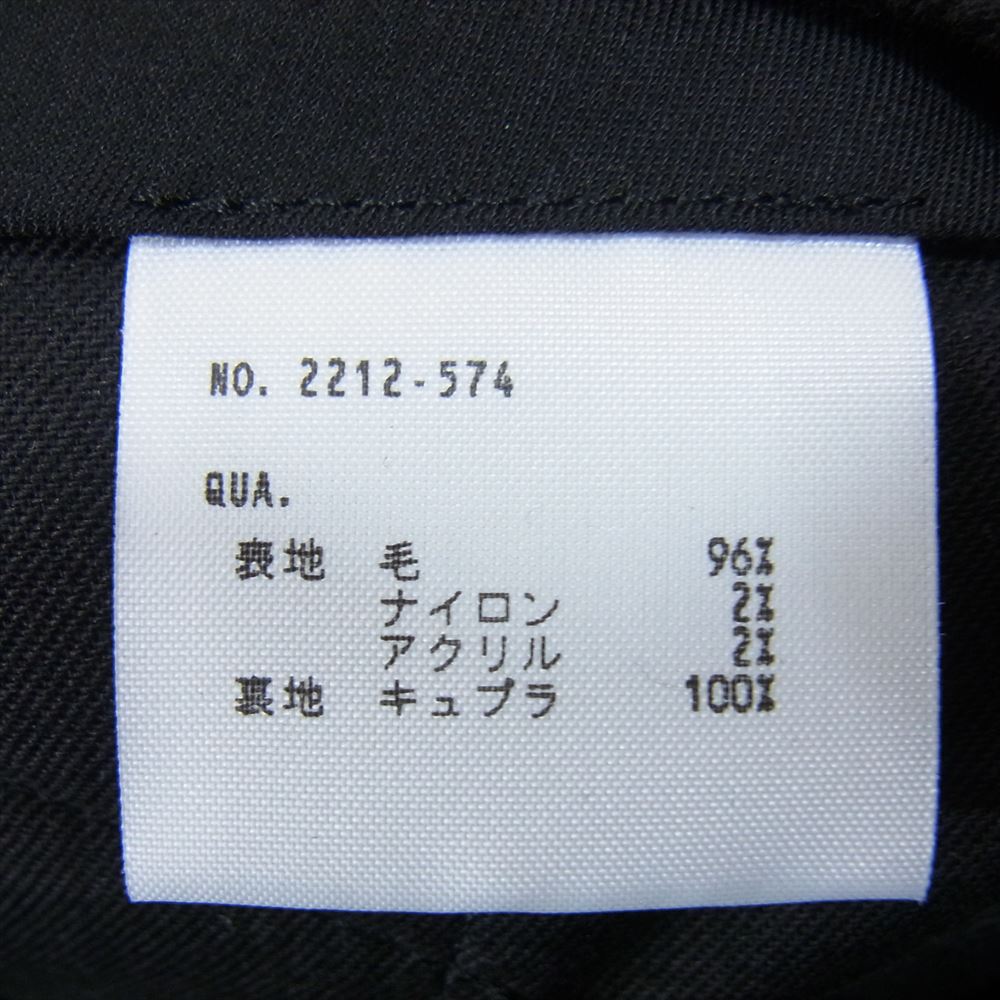 NO. 2212-574
QUA.
表地 毛 96%
ナイロン 2%
アクリル 2%
裏地 キュプラ 100%